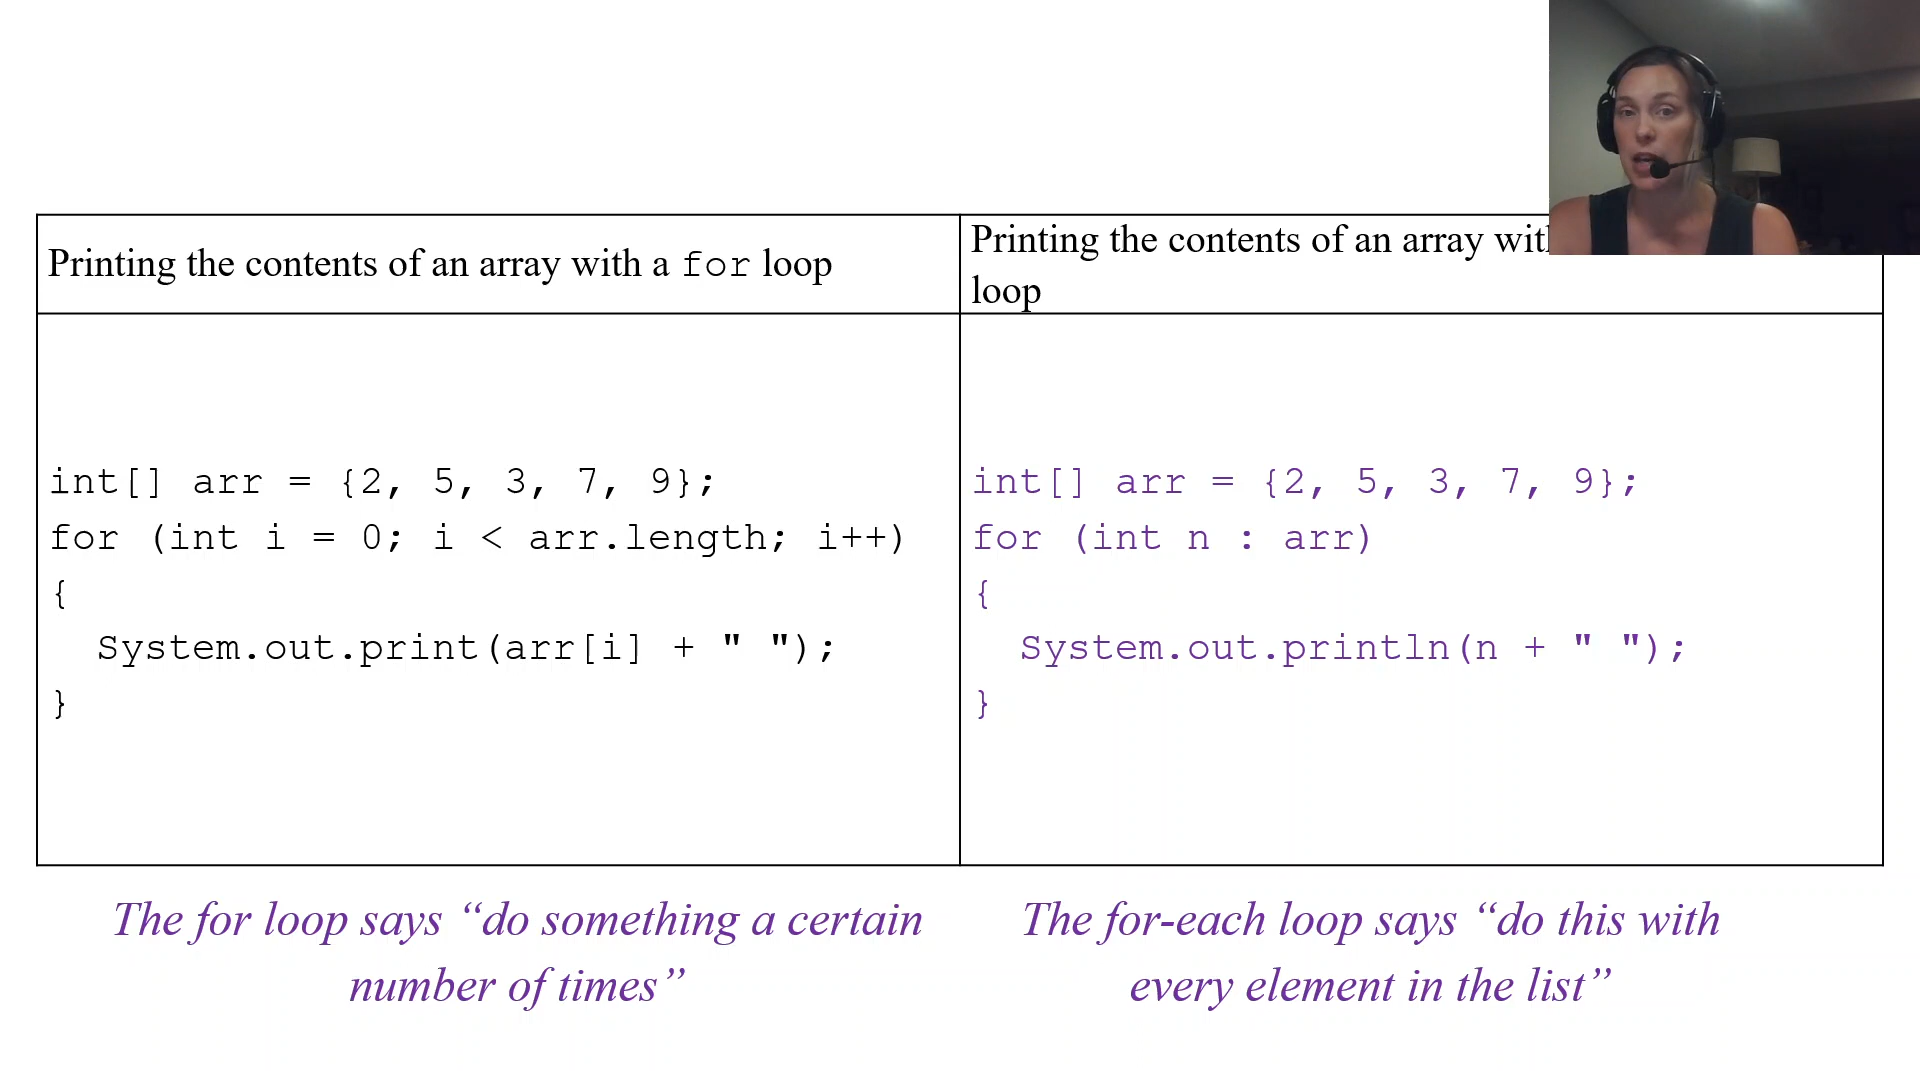 Printing the contents of an array with a for loop
Printing the contents of an array
loop
int[] arr = {2, 5, 3, 7, 9};
for (int i = 0; i < arr.length; i++)
{
  System.out.print(arr[i] + " ");
}
int[] arr = {2, 5, 3, 7, 9};
for (int n : arr)
{
  System.out.println(n + " ");
}
The for loop says “do something a certain
number of times”
The for-each loop says “do this with
every element in the list”